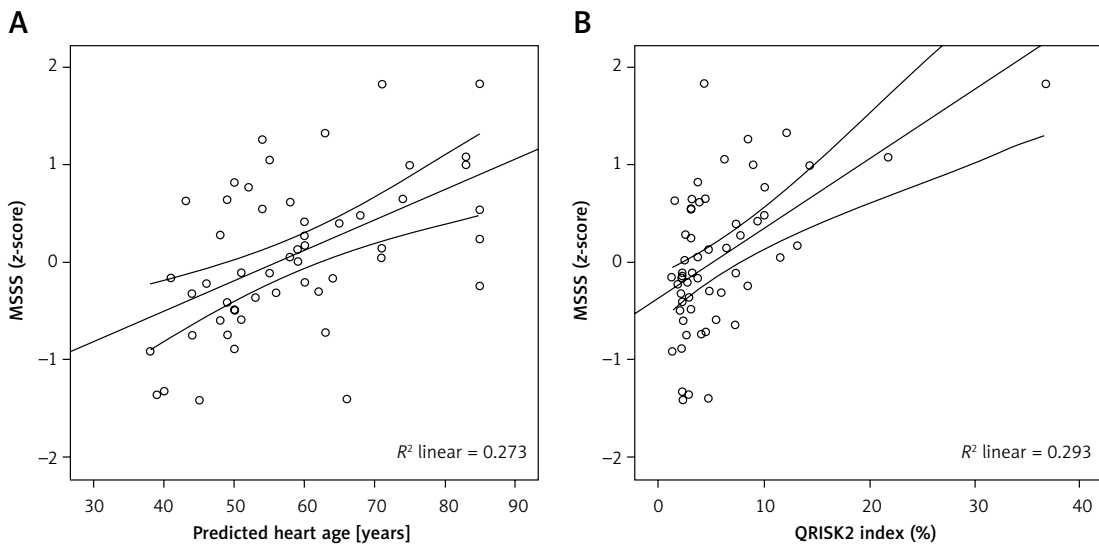 A
MSSS (z-score)
2
1
0
−1
−2
R² linear = 0.273
30 40 50 60 70 80 90
Predicted heart age [years]
B
MSSS (z-score)
2
1
0
−1
−2
R² linear = 0.293
0 10 20 30 40
QRISK2 index (%)